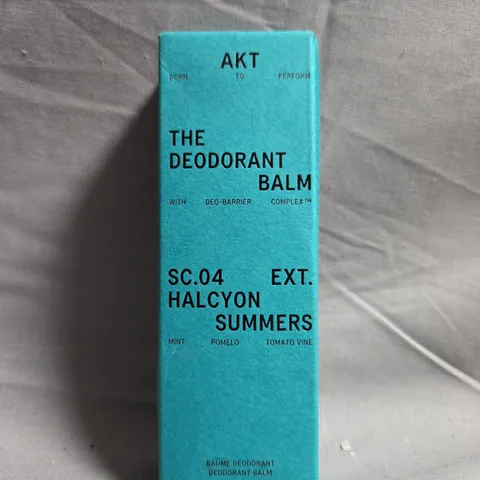 AKT
BORN TO PERFORM
THE
DEODORANT
BALM
WITH DEO-BARRIER COMPLEX™
SC.04 EXT.
HALCYON
SUMMERS
MINT POMELO TOMATO VINE
BAUME DEODORANT
DEODORANT BALM